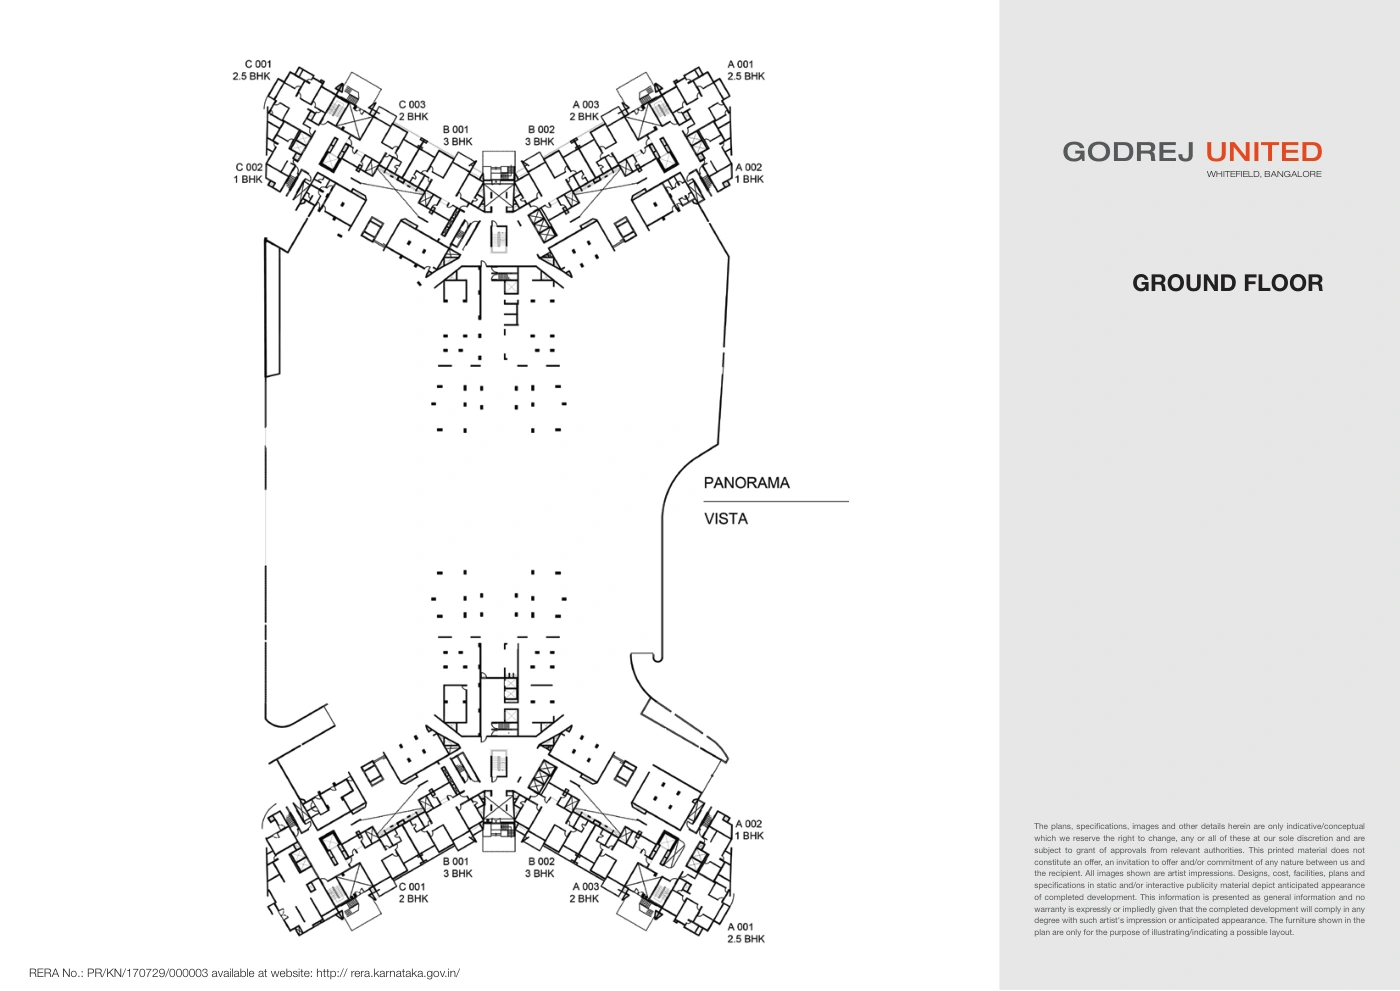 C 001
2.5 BHK
C 003
2 BHK
B 001
3 BHK
B 002
3 BHK
A 003
2 BHK
A 001
2.5 BHK
C 002
1 BHK
A 002
1 BHK
PANORAMA
VISTA
A 002
1 BHK
B 001
3 BHK
B 002
3 BHK
C 001
2 BHK
A 003
2 BHK
A 001
2.5 BHK
RERA No.: PR/KN/170729/000003 available at website: http:// rera.karnataka.gov.in/
GODREJ UNITED
WHITEFIELD, BANGALORE
GROUND FLOOR
The plans, specifications, images and other details herein are only indicative/conceptual
which we reserve the right to change, any or all of these at our sole discretion and are
subject to grant of approvals from relevant authorities. This printed material does not
constitute an offer, an invitation to offer and/or commitment of any nature between us and
the recipient. All images shown are artist impressions. Designs, cost, facilities, plans and
specifications in static and/or interactive publicity material depict anticipated appearance
of completed development. This information is presented as general information and no
warranty is expressly or impliedly given that the completed development will comply in any
degree with such artist's impression or anticipated appearance. The furniture shown in the
plan are only for the purpose of illustrating/indicating a possible layout.